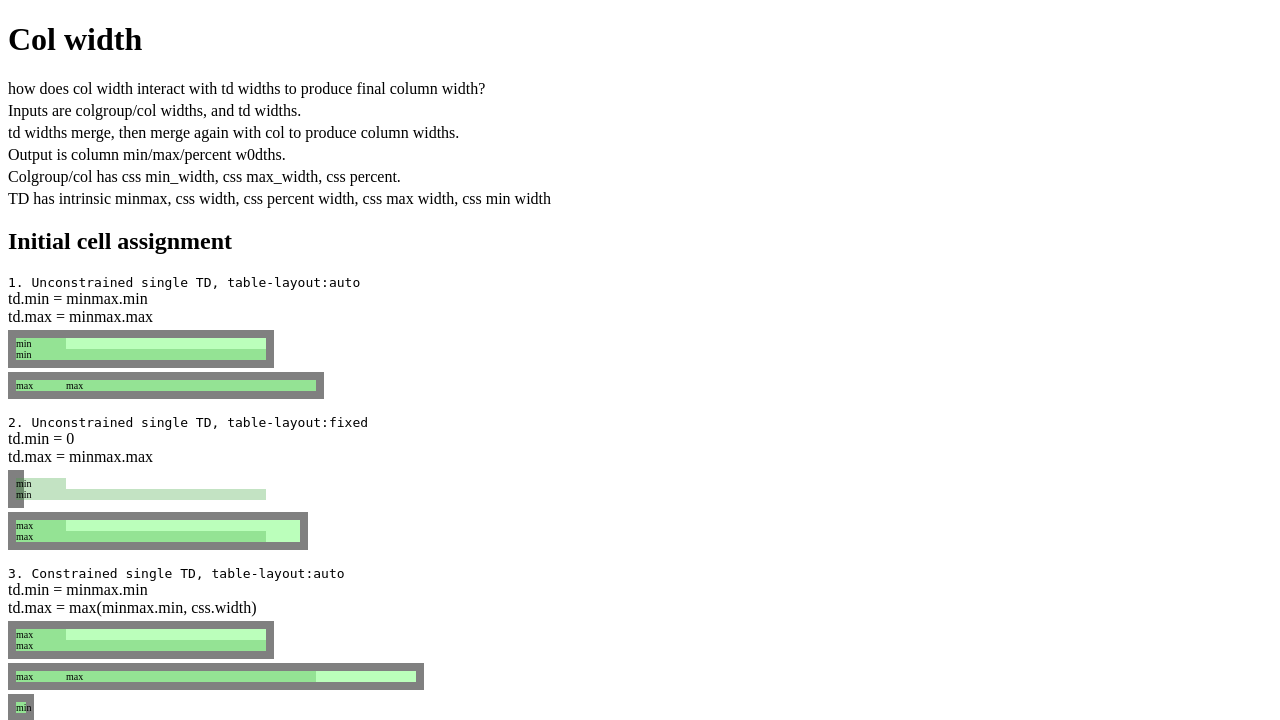 Col width
how does col width interact with td widths to produce final column width?
Inputs are colgroup/col widths, and td widths.
td widths merge, then merge again with col to produce column widths.
Output is column min/max/percent w0dths.
Colgroup/col has css min_width, css max_width, css percent.
TD has intrinsic minmax, css width, css percent width, css max width, css min width
Initial cell assignment
1. Unconstrained single TD, table-layout:auto
td.min = minmax.min
td.max = minmax.max
min
min
max max
2. Unconstrained single TD, table-layout:fixed
td.min = 0
td.max = minmax.max
min
min
max
max
3. Constrained single TD, table-layout:auto
td.min = minmax.min
td.max = max(minmax.min, css.width)
max
max
max max
min